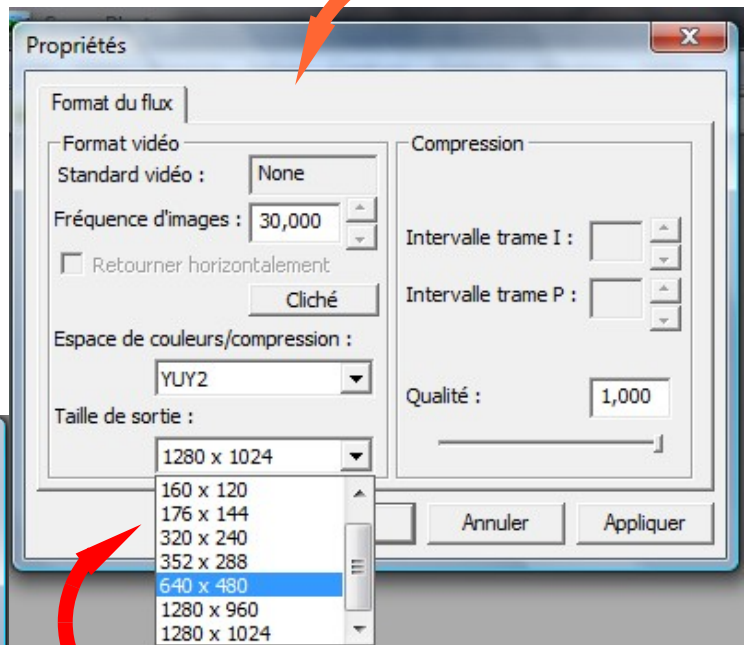 Propriétés
Format du flux
Format vidéo
Standard vidéo : None
Fréquence d'images : 30,000
Retourner horizontalement
Cliché
Espace de couleurs/compression :
YUY2
Taille de sortie :
1280 x 1024
160 x 120
176 x 144
320 x 240
352 x 288
640 x 480
1280 x 960
1280 x 1024
Compression
Intervalle trame I :
Intervalle trame P :
Qualité : 1,000
Annuler
Appliquer